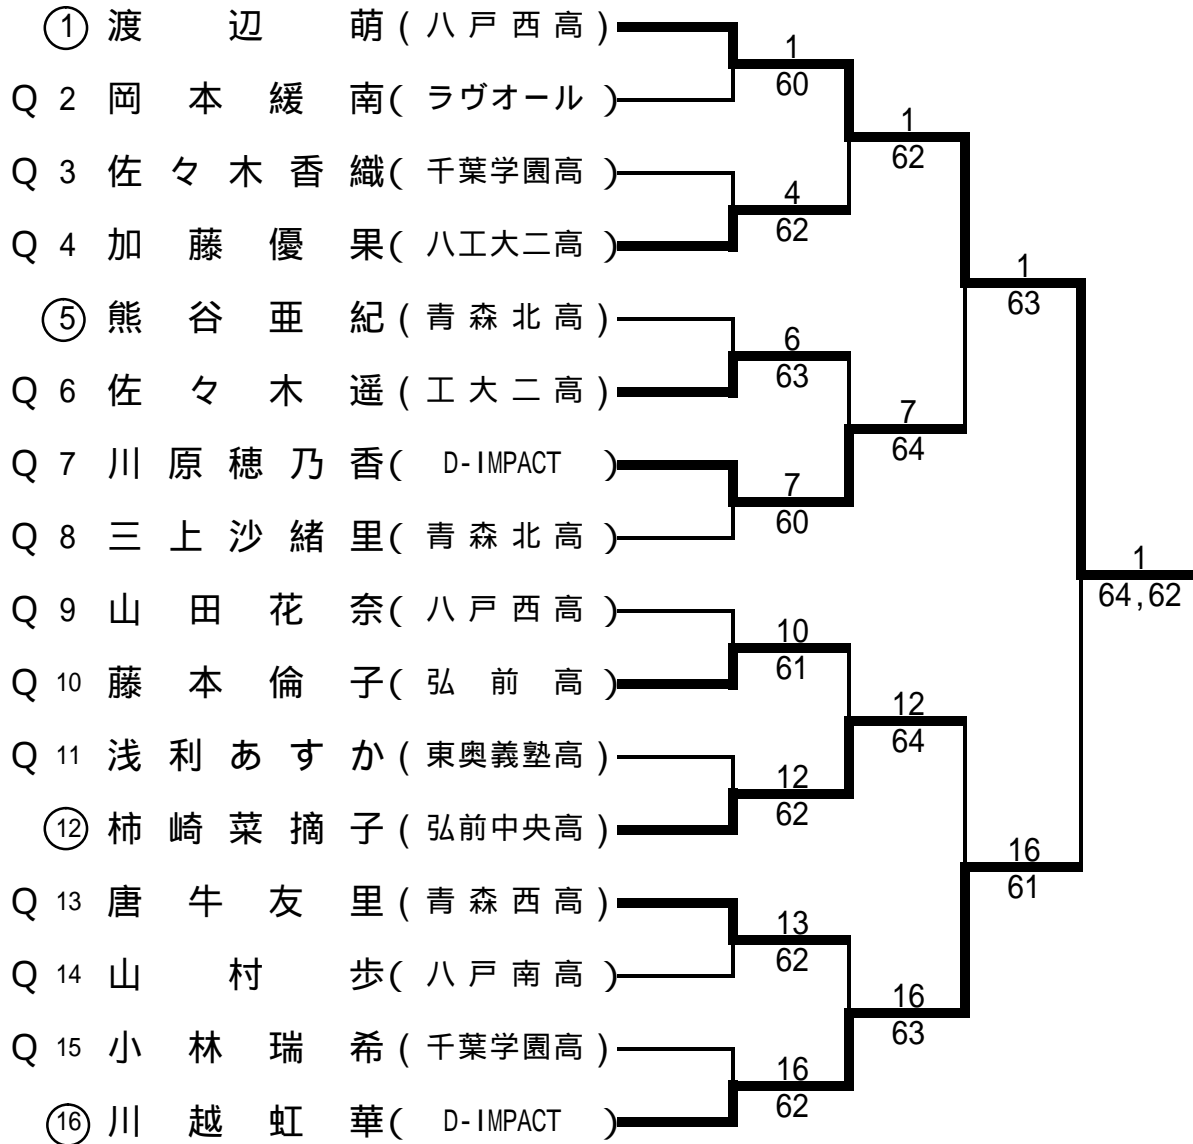 ① 渡辺萌 (八戸西高)
Q 2 岡本緩南 (ラヴオール)
Q 3 佐々木香織 (千葉学園高)
Q 4 加藤優果 (八工大二高)
⑤ 熊谷亜紀 (青森北高)
Q 6 佐々木遥 (工大二高)
Q 7 川原穂乃香 (D-IMPACT)
Q 8 三上沙緒里 (青森北高)
Q 9 山田花奈 (八戸西高)
Q 10 藤本倫子 (弘前高)
Q 11 浅利あすか (東奥義塾高)
⑫ 柿崎菜摘子 (弘前中央高)
Q 13 唐牛友里 (青森西高)
Q 14 山村歩 (八戸南高)
Q 15 小林瑞希 (千葉学園高)
⑯ 川越虹華 (D-IMPACT)
1
60
4
62
6
63
7
60
10
61
12
62
13
62
16
62
1
62
7
64
12
64
16
63
1
63
16
61
1
64,62